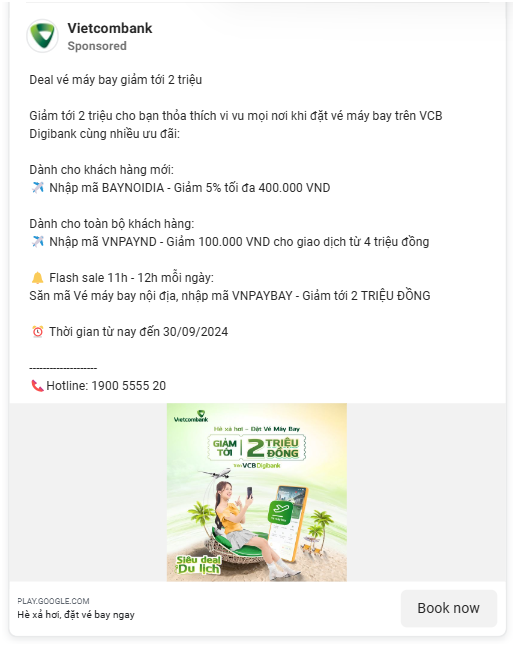 Vietcombank
Sponsored
Deal vé máy bay giảm tới 2 triệu
Giảm tới 2 triệu cho bạn thỏa thích vi vu mọi nơi khi đặt vé máy bay trên VCB
Digibank cùng nhiều ưu đãi:
Dành cho khách hàng mới:
✈️ Nhập mã BAYNOIDIA - Giảm 5% tối đa 400.000 VND
Dành cho toàn bộ khách hàng:
✈️ Nhập mã VNPAYND - Giảm 100.000 VND cho giao dịch từ 4 triệu đồng
🔔 Flash sale 11h - 12h mỗi ngày:
Săn mã Vé máy bay nội địa, nhập mã VNPAYBAY - Giảm tới 2 TRIỆU ĐỒNG
⏰ Thời gian từ nay đến 30/09/2024
--------------------
📞Hotline: 1900 5555 20
Vietcombank
Hè xả hơi - Đặt Vé Máy Bay
GIẢM TỚI 2 TRIỆU ĐỒNG
trên VCB Digibank
Siêu deal
Du lịch
PLAY.GOOGLE.COM
Hè xả hơi, đặt vé bay ngay
Book now